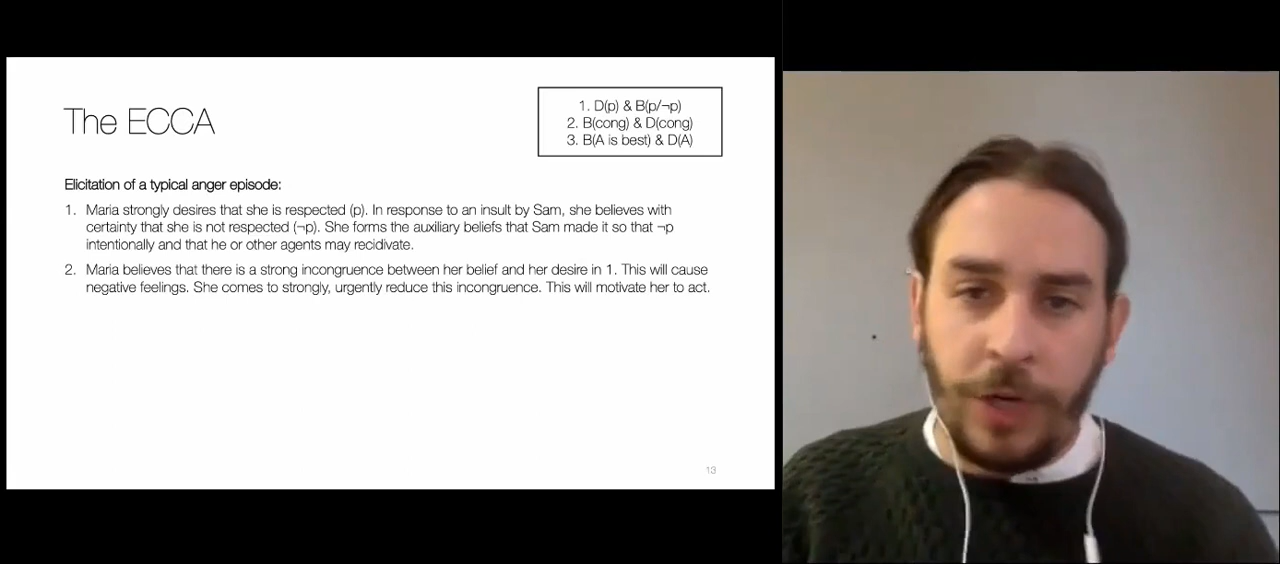 The ECCA
1. D(p) & B(p/¬p)
2. B(cong) & D(cong)
3. B(A is best) & D(A)
Elicitation of a typical anger episode:
1. Maria strongly desires that she is respected (p). In response to an insult by Sam, she believes with
certainty that she is not respected (¬p). She forms the auxiliary beliefs that Sam made it so that ¬p
intentionally and that he or other agents may recidivate.
2. Maria believes that there is a strong incongruence between her belief and her desire in 1. This will cause
negative feelings. She comes to strongly, urgently reduce this incongruence. This will motivate her to act.
13